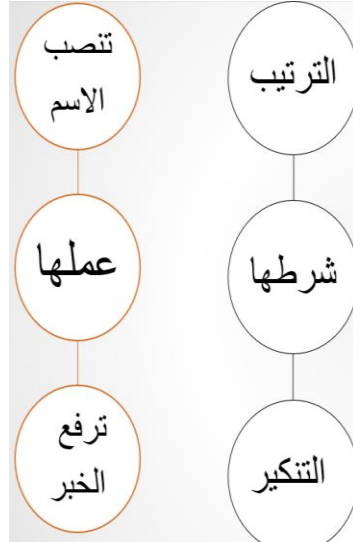 الترتيب
شرطها
التنكير
تنصب
الاسم
عملها
ترفع
الخبر